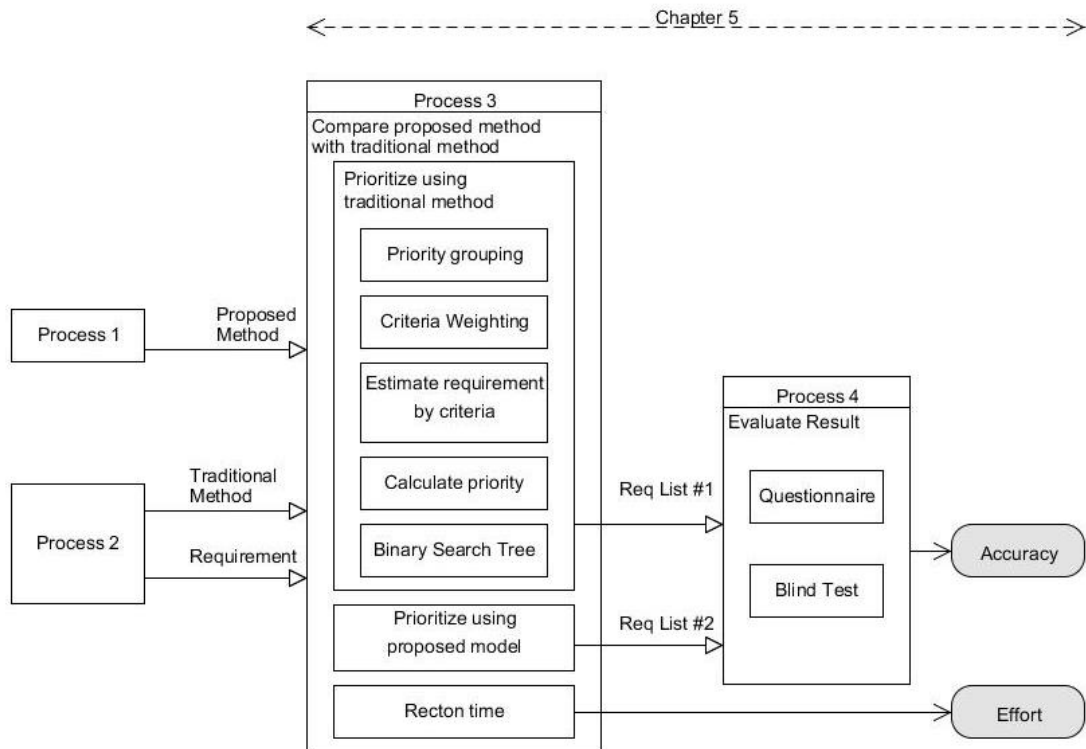 Chapter 5
Process 3
Compare proposed method
with traditional method
Prioritize using
traditional method
Priority grouping
Criteria Weighting
Estimate requirement
by criteria
Calculate priority
Binary Search Tree
Prioritize using
proposed model
Recton time
Process 1
Proposed
Method
Process 2
Traditional
Method
Requirement
Req List #1
Req List #2
Process 4
Evaluate Result
Questionnaire
Blind Test
Accuracy
Effort